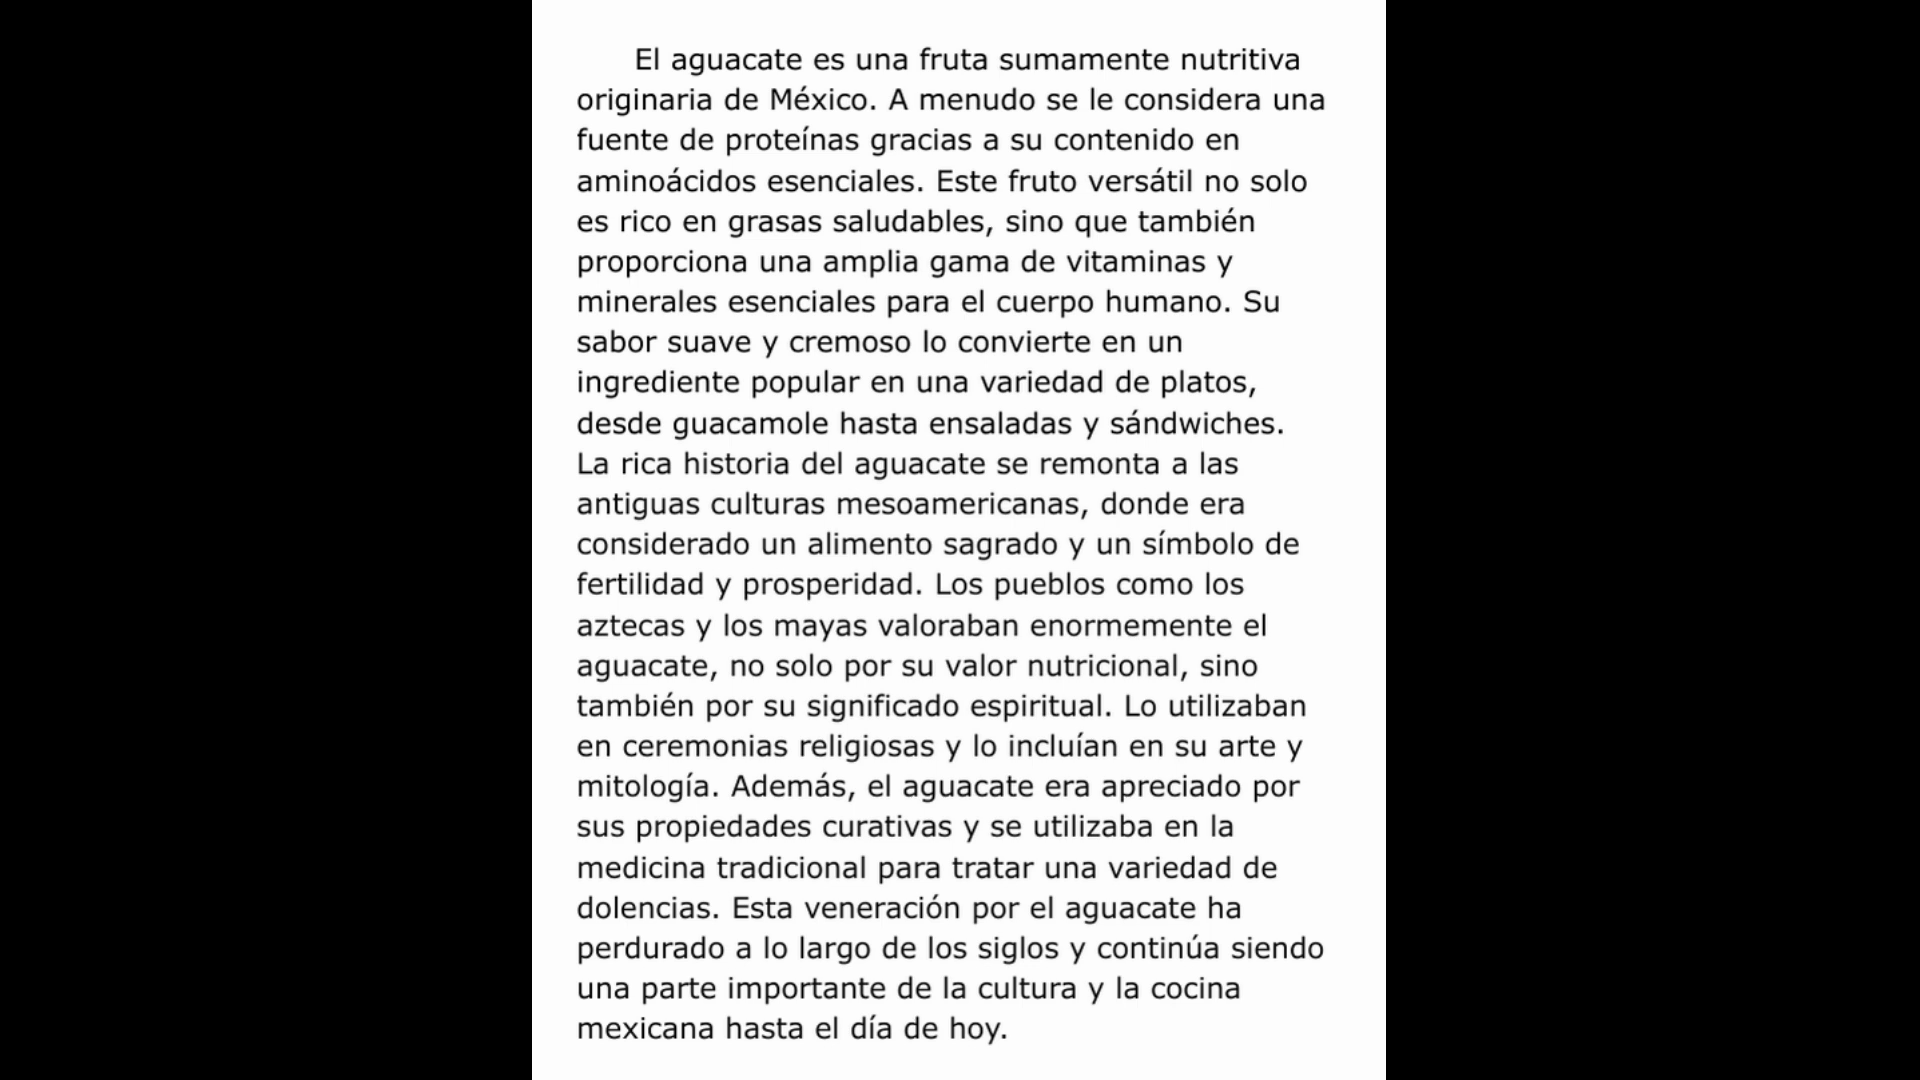 El aguacate es una fruta sumamente nutritiva
originaria de México. A menudo se le considera una
fuente de proteínas gracias a su contenido en
aminoácidos esenciales. Este fruto versátil no solo
es rico en grasas saludables, sino que también
proporciona una amplia gama de vitaminas y
minerales esenciales para el cuerpo humano. Su
sabor suave y cremoso lo convierte en un
ingrediente popular en una variedad de platos,
desde guacamole hasta ensaladas y sándwiches.
La rica historia del aguacate se remonta a las
antiguas culturas mesoamericanas, donde era
considerado un alimento sagrado y un símbolo de
fertilidad y prosperidad. Los pueblos como los
aztecas y los mayas valoraban enormemente el
aguacate, no solo por su valor nutricional, sino
también por su significado espiritual. Lo utilizaban
en ceremonias religiosas y lo incluían en su arte y
mitología. Además, el aguacate era apreciado por
sus propiedades curativas y se utilizaba en la
medicina tradicional para tratar una variedad de
dolencias. Esta veneración por el aguacate ha
perdurado a lo largo de los siglos y continúa siendo
una parte importante de la cultura y la cocina
mexicana hasta el día de hoy.